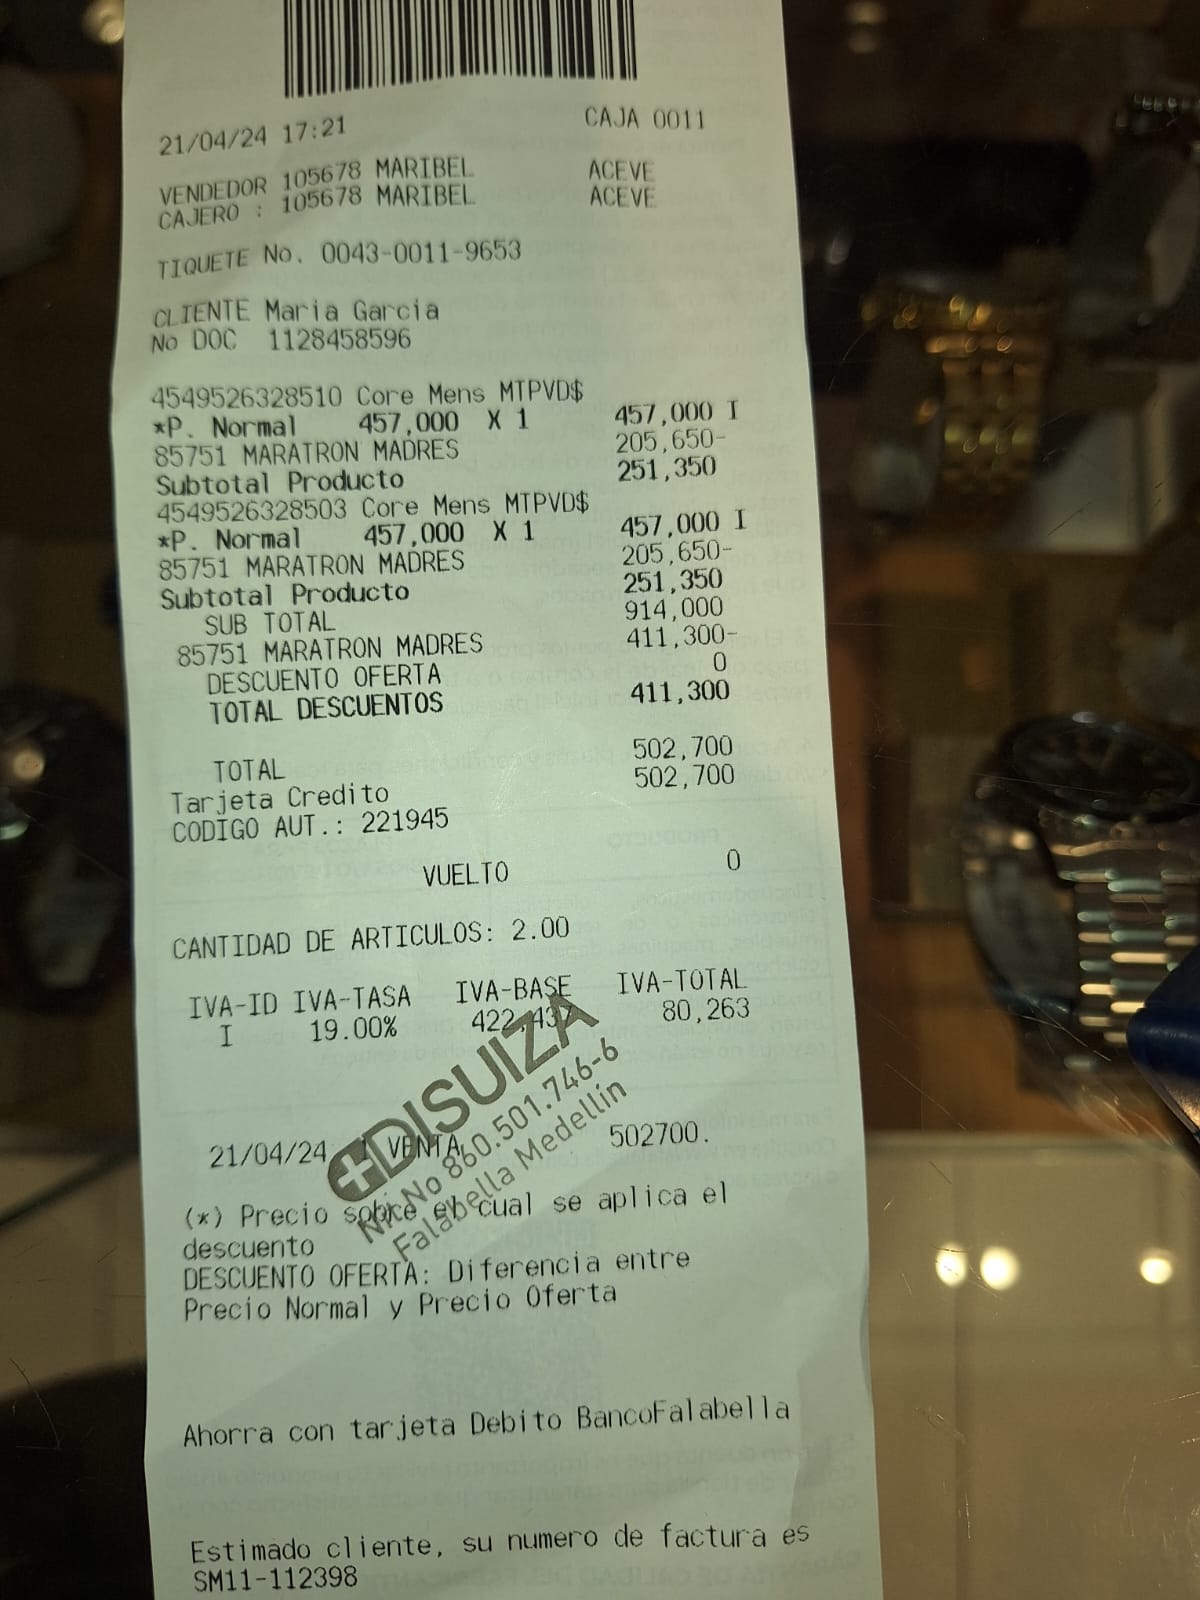 21/04/24 17:21 CAJA 0011
VENDEDOR 105678 MARIBEL ACEVE
CAJERO : 105678 MARIBEL ACEVE
TIQUETE No. 0043-0011-9653
CLIENTE Maria Garcia
No DOC 1128458596
4549526328510 Core Mens MTPVD$
*P. Normal 457,000 X 1 457,000 I
85751 MARATRON MADRES 205,650-
Subtotal Producto 251,350
4549526328503 Core Mens MTPVD$
*P. Normal 457,000 X 1 457,000 I
85751 MARATRON MADRES 205,650-
Subtotal Producto 251,350
SUB TOTAL 914,000
85751 MARATRON MADRES 411,300-
DESCUENTO OFERTA 0
TOTAL DESCUENTOS 411,300
TOTAL 502,700
Tarjeta Credito 502,700
CODIGO AUT.: 221945
VUELTO 0
CANTIDAD DE ARTICULOS: 2.00
IVA-ID IVA-TASA IVA-BASE IVA-TOTAL
I 19.00% 422,437 80,263
DISUIZA
Nit.No 860.501.746-6
Falabella Medellín
21/04/24 VENTA 502700.
(*) Precio sobre el cual se aplica el
descuento
DESCUENTO OFERTA: Diferencia entre
Precio Normal y Precio Oferta
Ahorra con tarjeta Debito BancoFalabella
Estimado cliente, su numero de factura es
SM11-112398